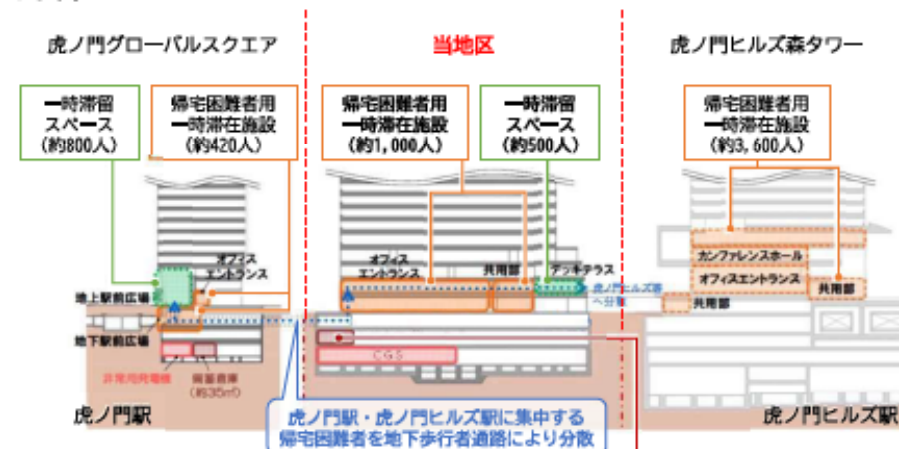 虎ノ門グローバルスクエア
当地区
虎ノ門ヒルズ森タワー
一時滞留
スペース
(約800人)
帰宅困難者用
一時滞在施設
(約420人)
帰宅困難者用
一時滞在施設
(約1,000人)
一時滞留
スペース
(約500人)
帰宅困難者用
一時滞在施設
(約3,600人)
オフィス
エントランス
地上駅前広場
地下駅前広場
非常用発電機
備蓄倉庫
(約35㎡)
虎ノ門駅
オフィス
エントランス
共用部
デッキテラス
虎ノ門ヒルズ等
へ分散
CGS
カンファレンスホール
オフィスエントランス
共用部
共用部
虎ノ門ヒルズ駅
虎ノ門駅・虎ノ門ヒルズ駅に集中する
帰宅困難者を地下歩行者通路により分散